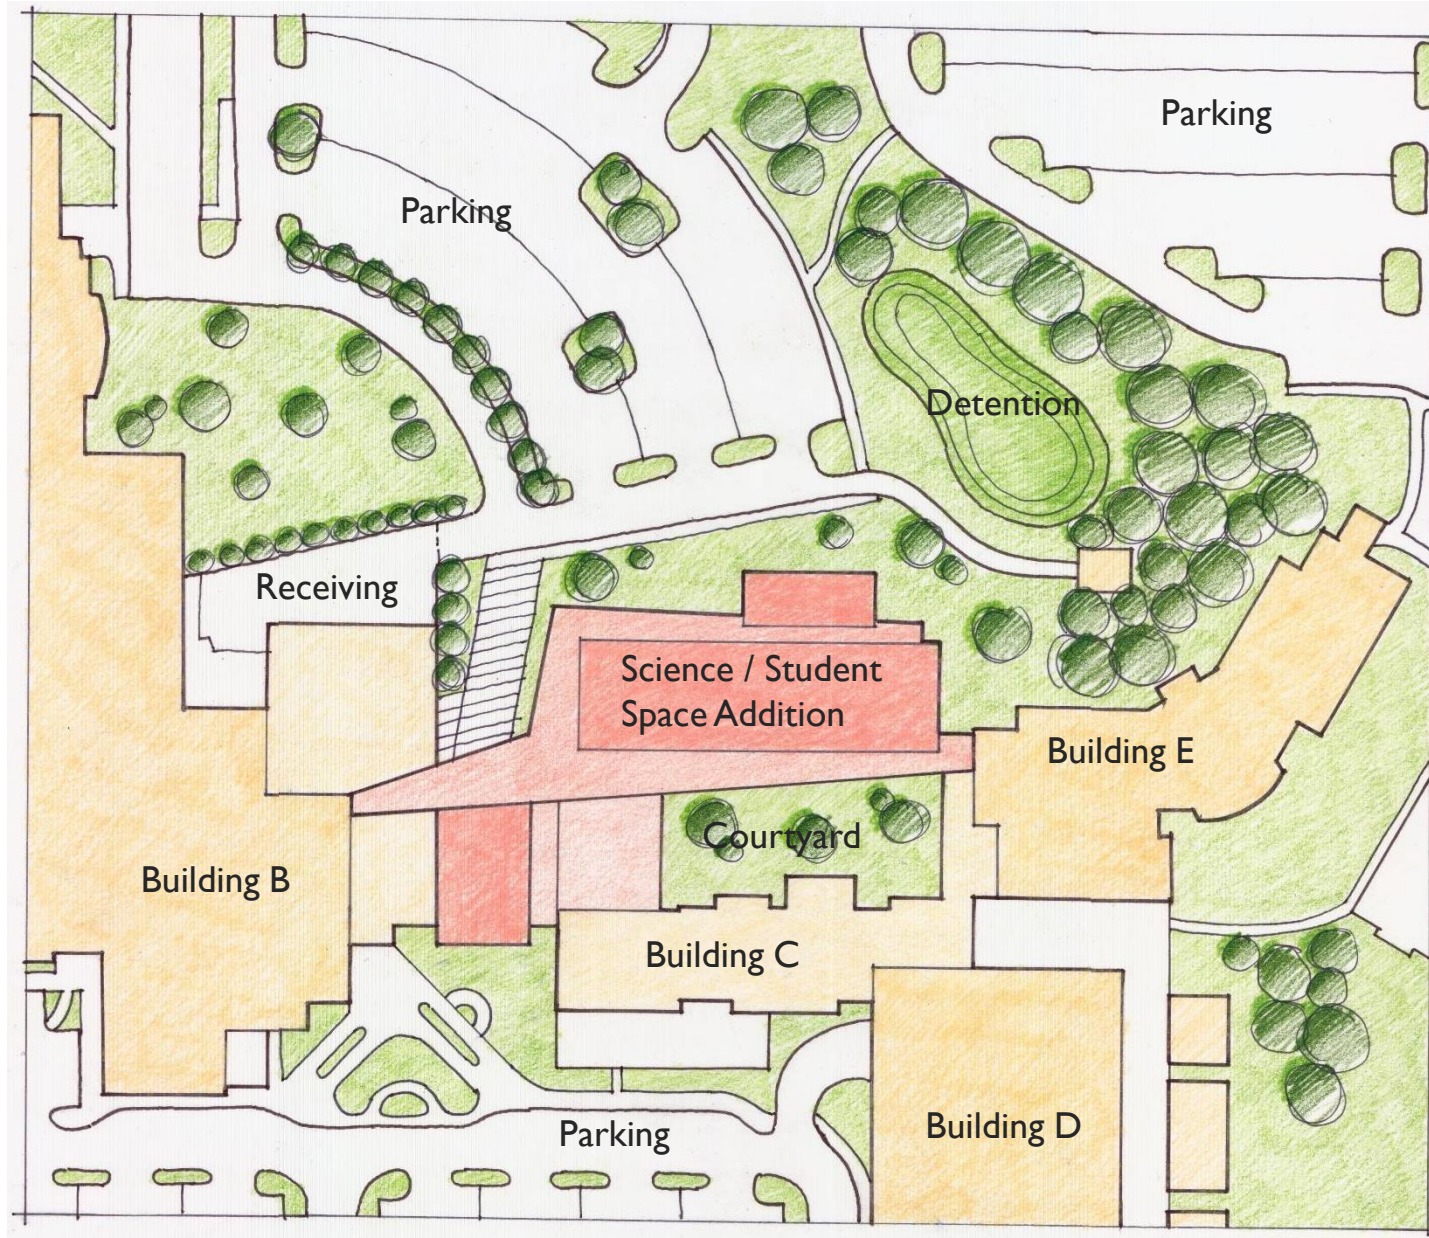 Parking
Parking
Detention
Receiving
Science / Student
Space Addition
Building E
Courtyard
Building B
Building C
Building D
Parking